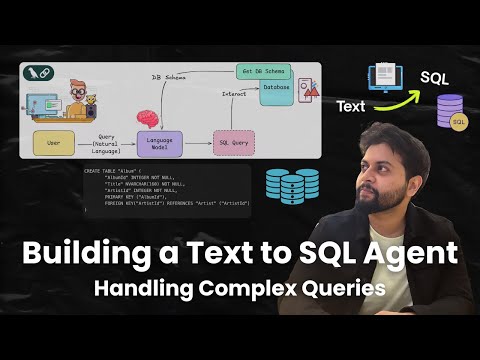 Get DB Schema
DB Schema
Database
Interact
User
Query
(Natural
Language)
Language
Model
SQL Query
Text
SQL
SQL
CREATE TABLE "Album" (
"AlbumId" INTEGER NOT NULL,
"Title" NVARCHAR(160) NOT NULL,
"ArtistId" INTEGER NOT NULL,
PRIMARY KEY ("AlbumId"),
FOREIGN KEY("ArtistId") REFERENCES "Artist" ("ArtistId")
)
Building a Text to SQL Agent
Handling Complex Queries